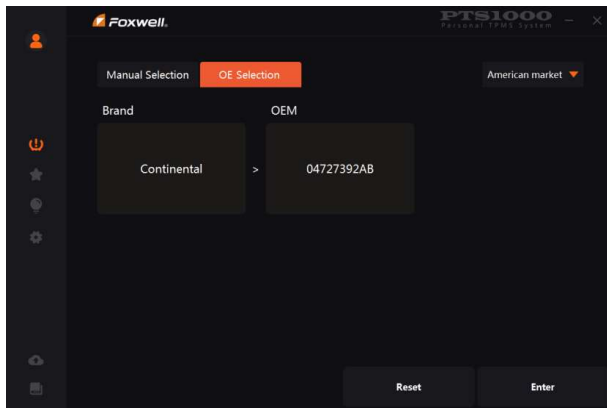 Foxwell.
PTS1000
Personal TPMS System
Manual Selection
OE Selection
American market
Brand
OEM
Continental
>
04727392AB
Reset
Enter